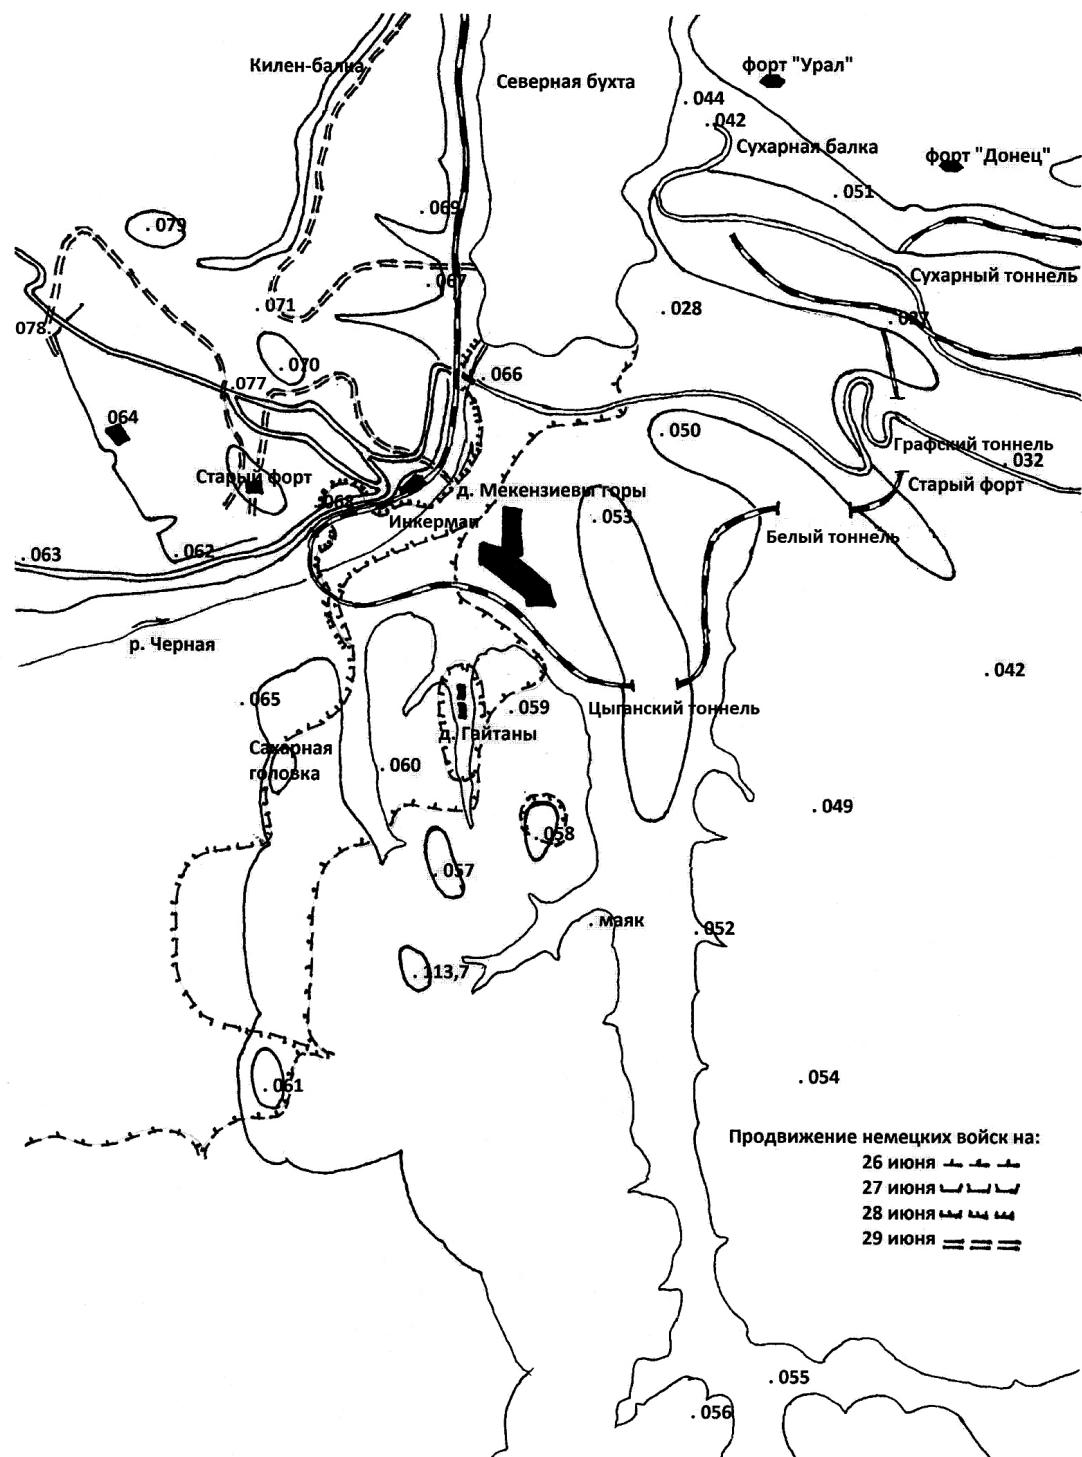 Килен-балка
Северная бухта
форт "Урал"
.044
.042
Сухарная балка
форт "Донец"
.051
.079
.069
.067
Сухарный тоннель
.071
.028
.027
078.
.070
.066
.077
064
.050
Графский тоннель
.032
Старый форт
Старый форт
.068
д. Мекензиевы горы
Инкерман
.053
Белый тоннель
.063
.062
р. Черная
.042
.065
.059
Цыганский тоннель
д. Гайтаны
Сахарная
головка
.060
.049
.058
.057
.маяк
.052
.113,7
.054
.061
Продвижение немецких войск на:
26 июня
27 июня
28 июня
29 июня
.055
.056